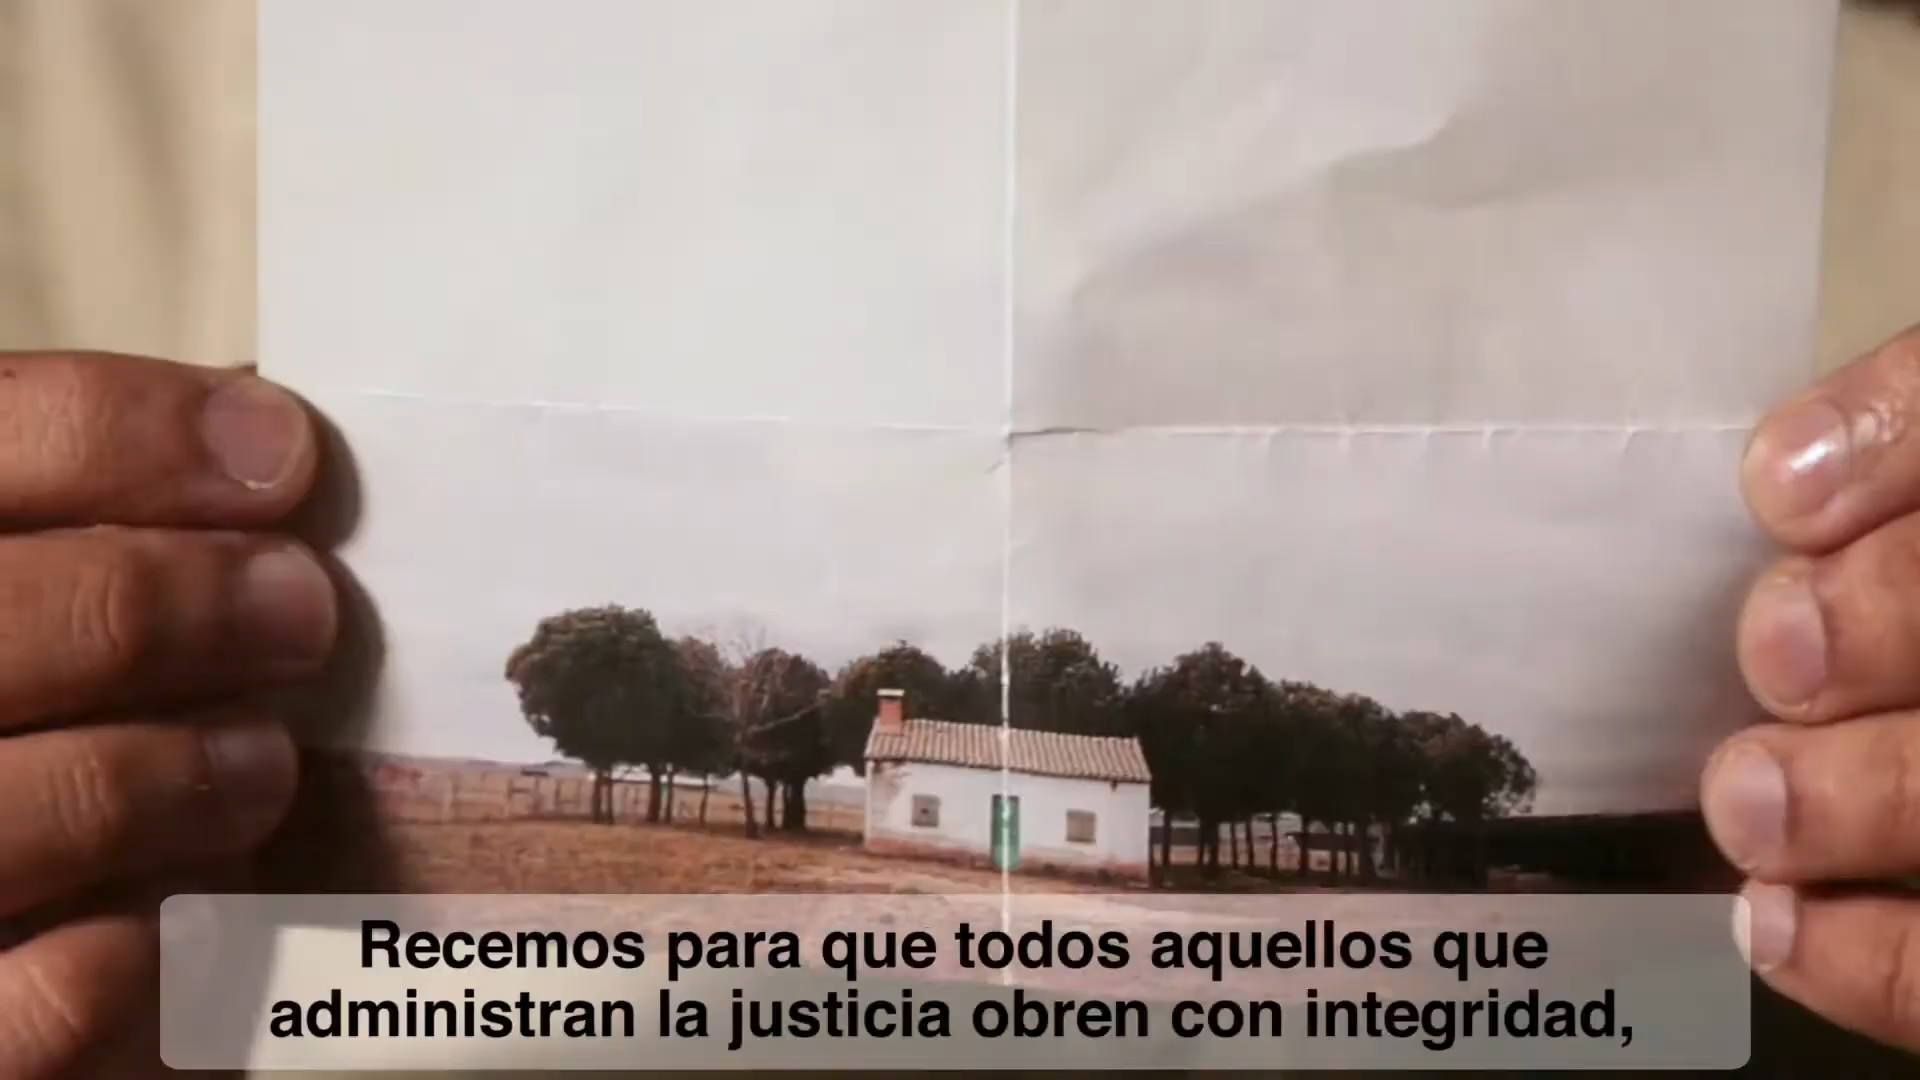 Recemos para que todos aquellos que
administran la justicia obren con integridad,